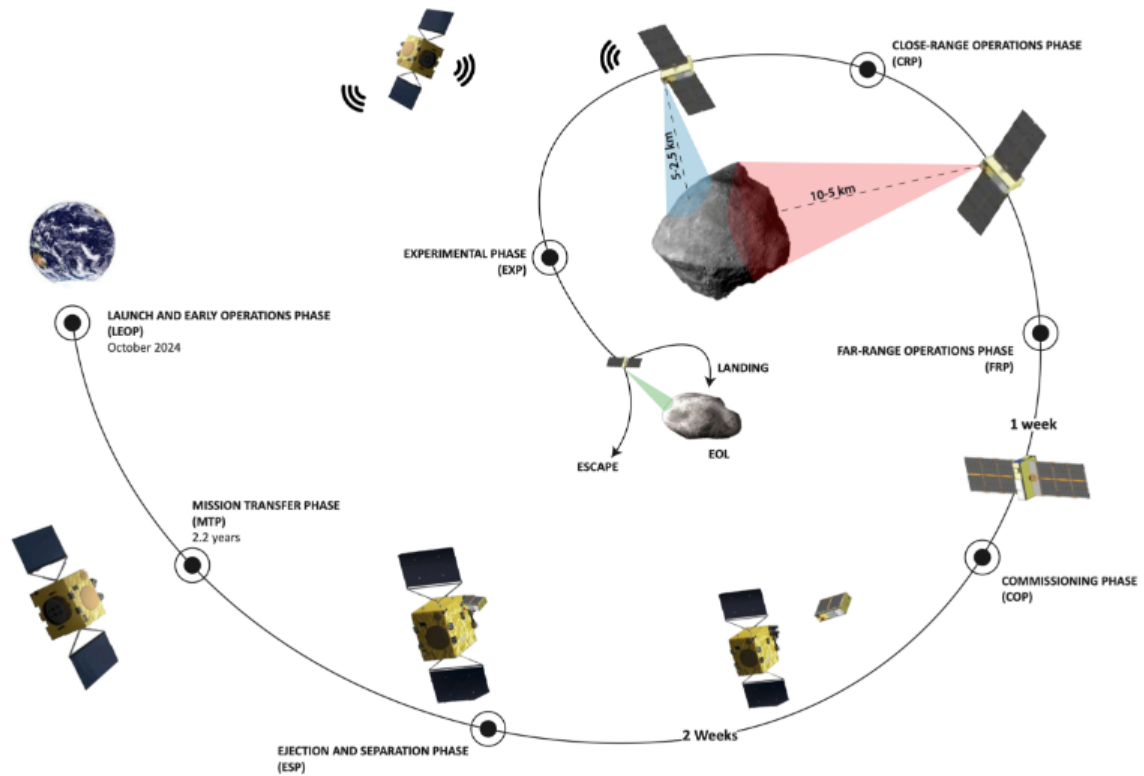 CLOSE-RANGE OPERATIONS PHASE
(CRP)
5-2.5 km
10-5 km
EXPERIMENTAL PHASE
(EXP)
LAUNCH AND EARLY OPERATIONS PHASE
(LEOP)
October 2024
FAR-RANGE OPERATIONS PHASE
(FRP)
LANDING
1 week
EOL
ESCAPE
MISSION TRANSFER PHASE
(MTP)
2.2 years
COMMISSIONING PHASE
(COP)
2 Weeks
EJECTION AND SEPARATION PHASE
(ESP)